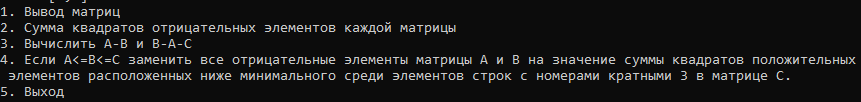 1. Вывод матриц
2. Сумма квадратов отрицательных элементов каждой матрицы
3. Вычислить A-B и B-A-C
4. Если A<=B<=C заменить все отрицательные элементы матрицы A и B на значение суммы квадратов положительных
элементов расположенных ниже минимального среди элементов строк с номерами кратными 3 в матрице C.
5. Выход